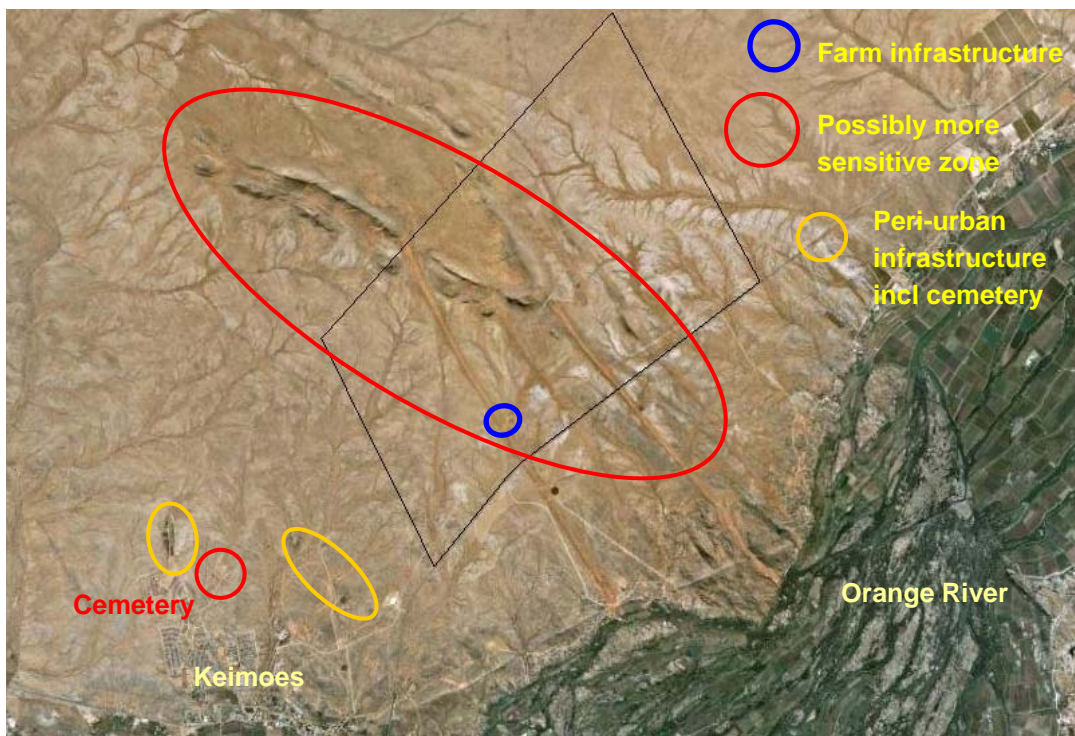 Farm infrastructure
Possibly more
sensitive zone
Peri-urban
infrastructure
incl cemetery
Cemetery
Keimoes
Orange River